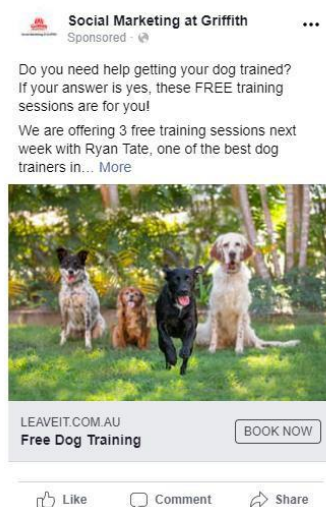 Social Marketing at Griffith
Sponsored ·
Do you need help getting your dog trained?
If your answer is yes, these FREE training
sessions are for you!
We are offering 3 free training sessions next
week with Ryan Tate, one of the best dog
trainers in... More
LEAVEIT.COM.AU
Free Dog Training
BOOK NOW
Like
Comment
Share